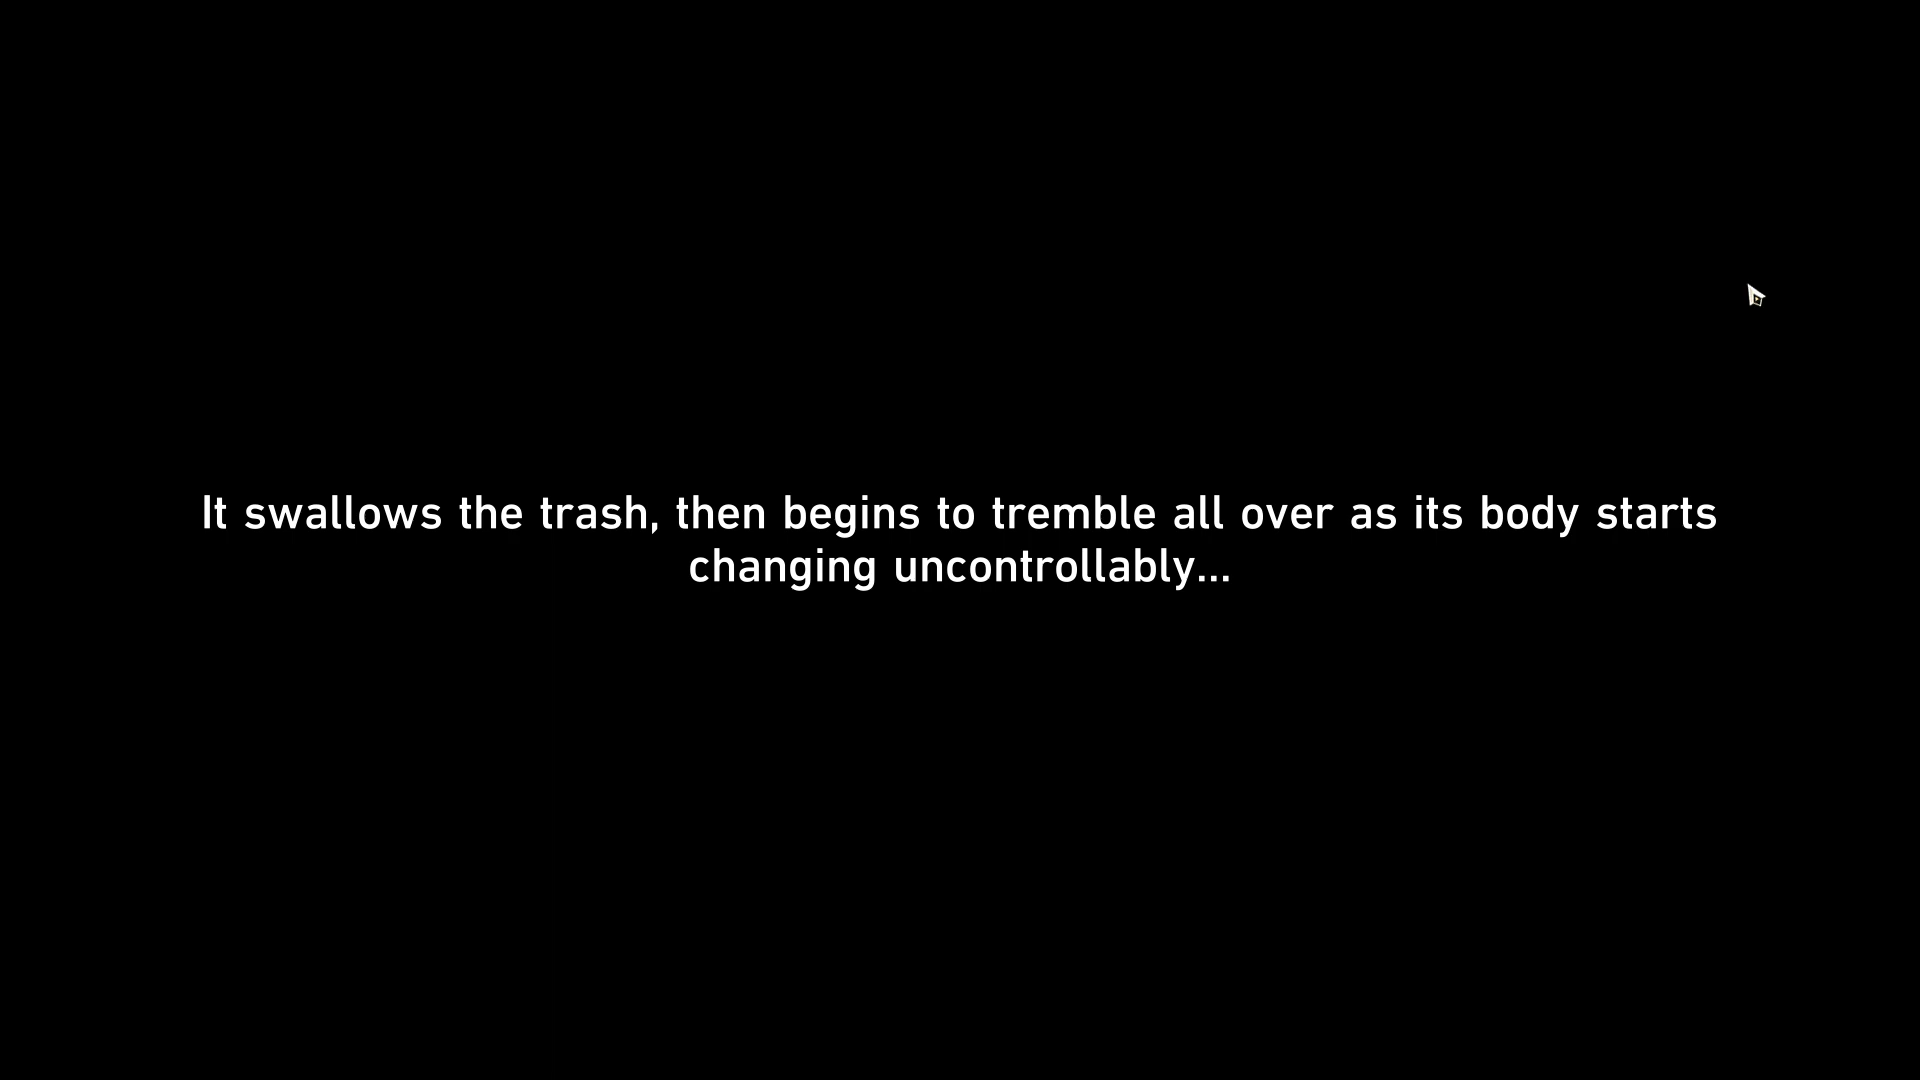 It swallows the trash, then begins to tremble all over as its body starts
changing uncontrollably...